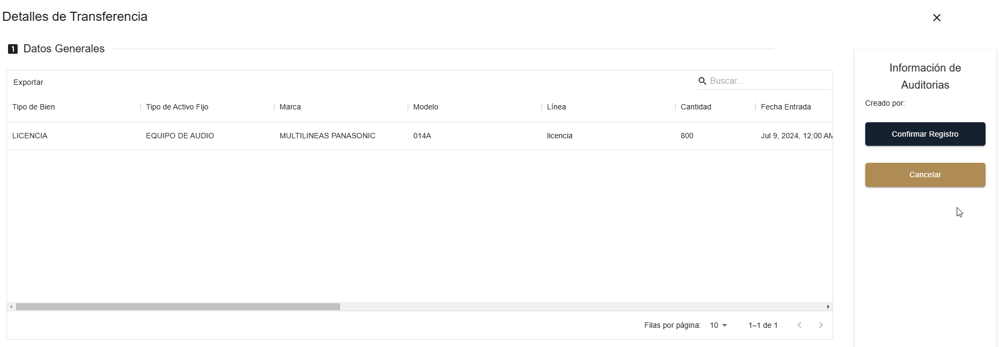 Detalles de Transferencia
1 Datos Generales
Exportar
Buscar...
Tipo de Bien Tipo de Activo Fijo Marca Modelo Línea Cantidad Fecha Entrada
LICENCIA EQUIPO DE AUDIO MULTILINEAS PANASONIC 014A licencia 800 Jul 9, 2024, 12:00 AM
Filas por página: 10 1–1 de 1
Información de
Auditorias
Creado por:
Confirmar Registro
Cancelar